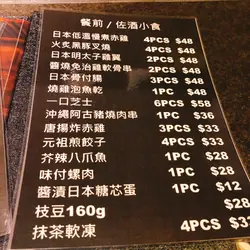 餐前 / 佐酒小食
日本低溫慢煮赤雞 4PCS $48
火炙黑豚叉燒 4PCS $48
日本明太子雞翼 2PCS $48
醬燒免治雞軟骨串 2PCS $48
日本骨付腸 3PCS $48
燒雞泡魚乾 1PC $48
一口芝士 6PCS $58
沖繩阿古豬燒肉串 1PC $36
唐揚炸赤雞 3PCS $33
元祖煎餃子 4PCS $33
芥辣八爪魚 1PC $28
味付螺肉 1PC $28
醬漬日本糖芯蛋 1PC $12
枝豆160g $28
抹茶軟凍 4PCS